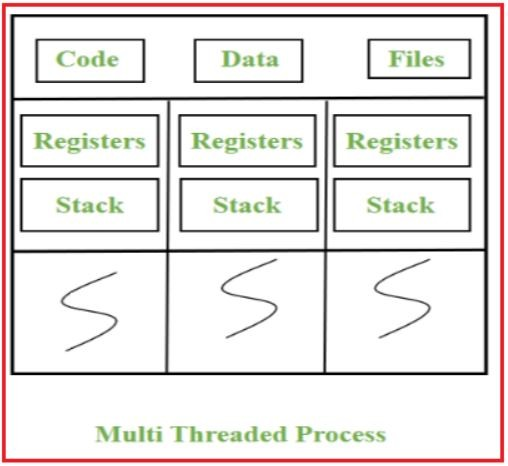 Code Data Files
Registers Registers Registers
Stack Stack Stack
Multi Threaded Process